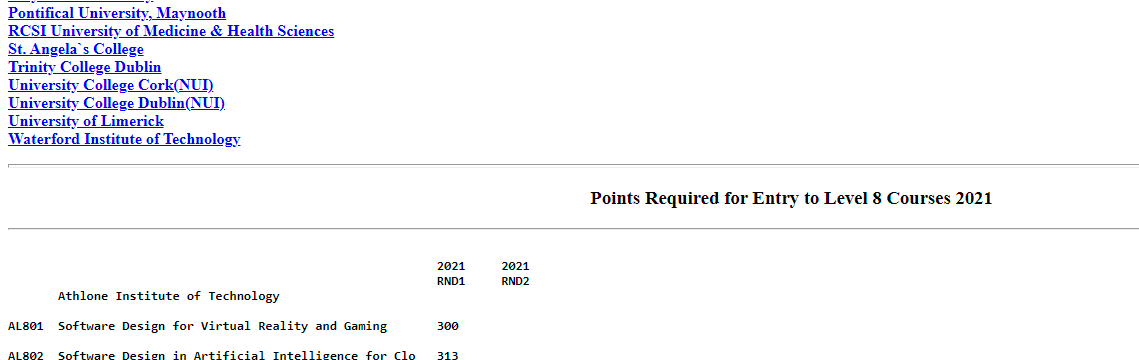 Pontifical University, Maynooth
RCSI University of Medicine & Health Sciences
St. Angela`s College
Trinity College Dublin
University College Cork(NUI)
University College Dublin(NUI)
University of Limerick
Waterford Institute of Technology
Points Required for Entry to Level 8 Courses 2021
2021 2021
RND1 RND2
Athlone Institute of Technology
AL801 Software Design for Virtual Reality and Gaming 300
AL802 Software Design in Artificial Intelligence for Clo 313